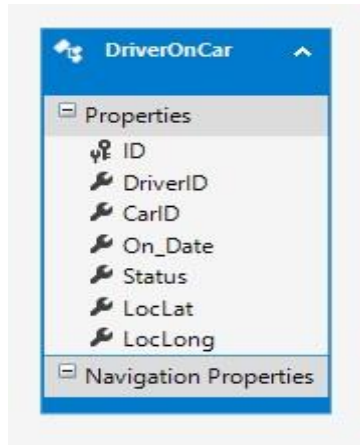 DriverOnCar
Properties
ID
DriverID
CarID
On_Date
Status
LocLat
LocLong
Navigation Properties